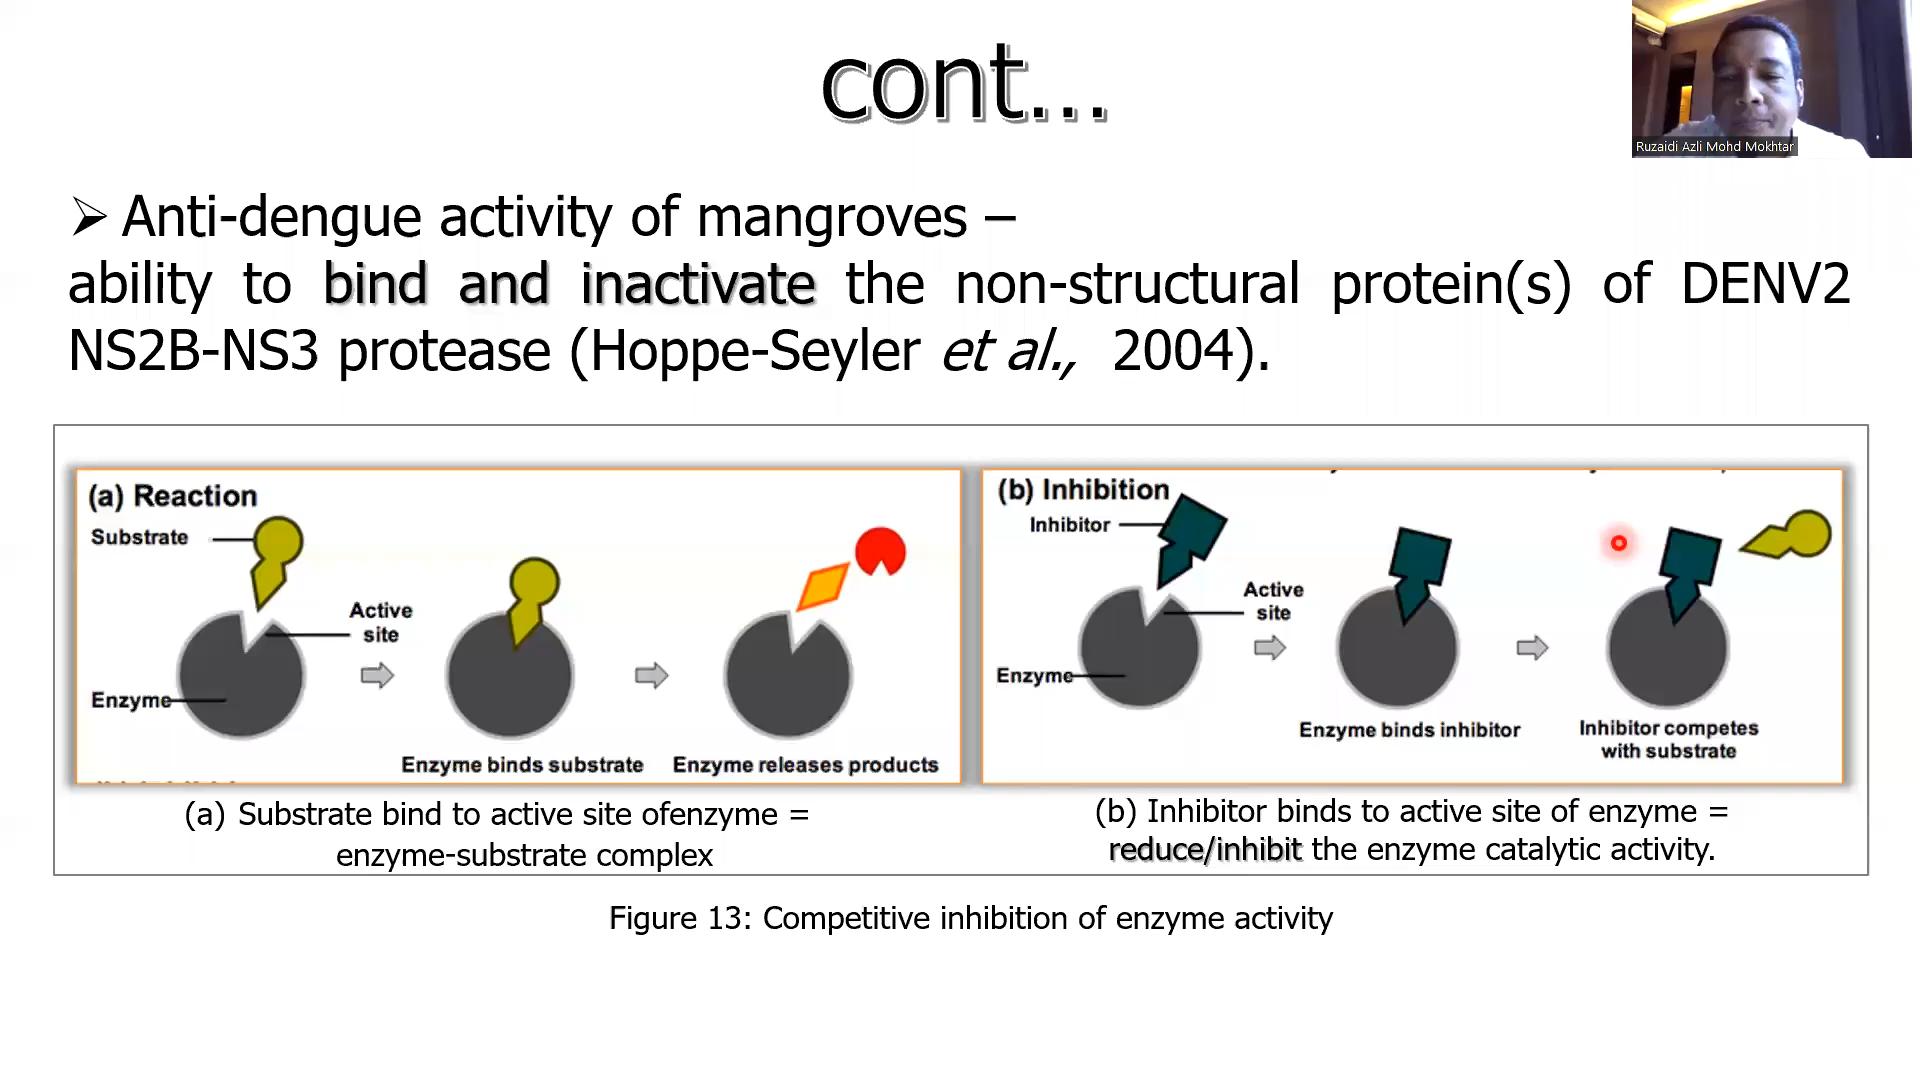 cont...
Ruzaidi Azli Mohd Mokhtar
➢ Anti-dengue activity of mangroves –
ability to bind and inactivate the non-structural protein(s) of DENV2
NS2B-NS3 protease (Hoppe-Seyler et al., 2004).
(a) Reaction
Substrate
Active
site
Enzyme
Enzyme binds substrate
Enzyme releases products
(b) Inhibition
Inhibitor
Active
site
Enzyme
Enzyme binds inhibitor
Inhibitor competes
with substrate
(a) Substrate bind to active site ofenzyme =
enzyme-substrate complex
(b) Inhibitor binds to active site of enzyme =
reduce/inhibit the enzyme catalytic activity.
Figure 13: Competitive inhibition of enzyme activity